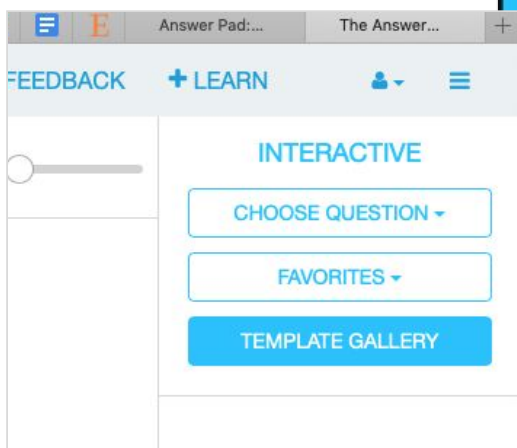 E Answer Pad:... The Answer... +
FEEDBACK + LEARN
INTERACTIVE
CHOOSE QUESTION
FAVORITES
TEMPLATE GALLERY